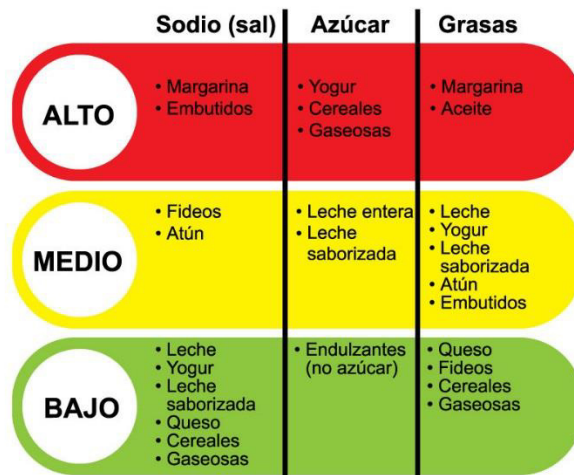 Sodio (sal) Azúcar Grasas
ALTO
• Margarina
• Embutidos
• Yogur
• Cereales
• Gaseosas
• Margarina
• Aceite
MEDIO
• Fideos
• Atún
• Leche entera
• Leche
saborizada
• Leche
• Yogur
• Leche
saborizada
• Atún
• Embutidos
BAJO
• Leche
• Yogur
• Leche
saborizada
• Queso
• Cereales
• Gaseosas
• Endulzantes
(no azúcar)
• Queso
• Fideos
• Cereales
• Gaseosas